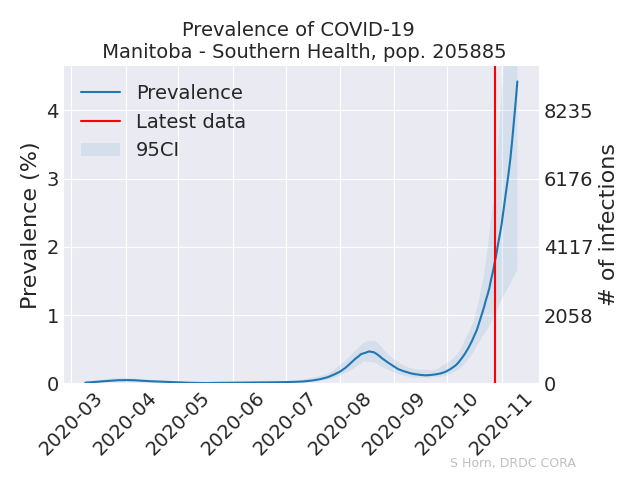 Prevalence of COVID-19
Manitoba - Southern Health, pop. 205885
Prevalence
Latest data
95CI
Prevalence (%)
4
3
2
1
0
8235
6176
4117
2058
0
# of infections
2020-03
2020-04
2020-05
2020-06
2020-07
2020-08
2020-09
2020-10
2020-11
S Horn, DRDC CORA